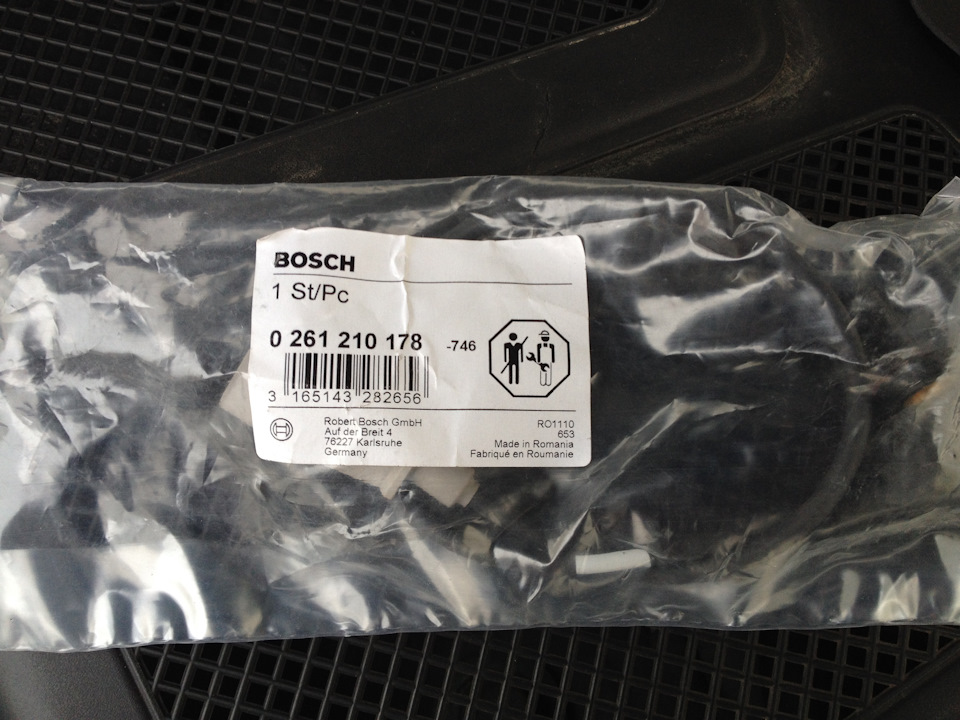 BOSCH
1 St/Pc
0 261 210 178 -746
3 165143 282656
Robert Bosch GmbH
Auf der Breit 4
76227 Karlsruhe
Germany
RO1110
653
Made in Romania
Fabriqué en Roumanie